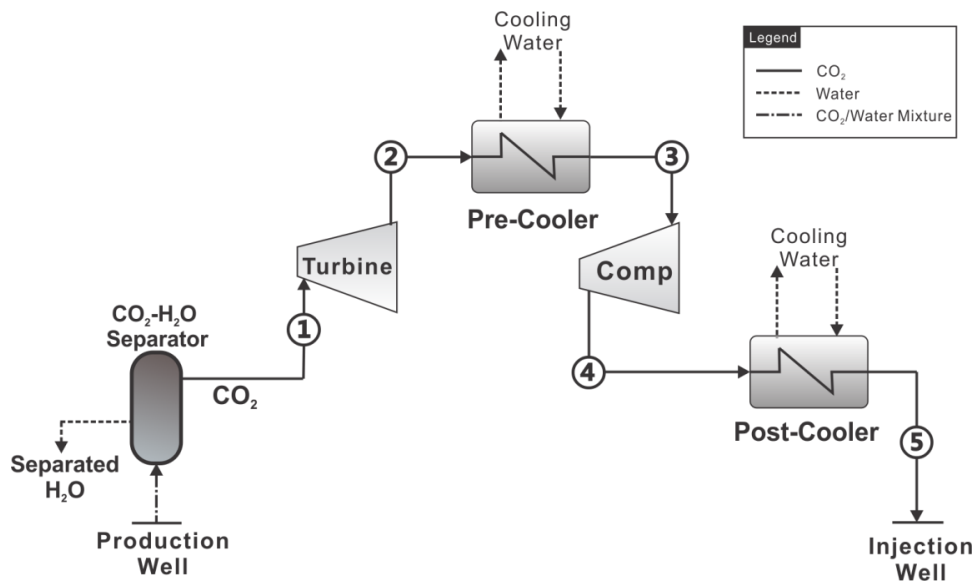 Cooling
Water
Legend
CO₂
Water
CO₂/Water Mixture
2
3
Pre-Cooler
Turbine
Comp
Cooling
Water
CO₂-H₂O
Separator
1
CO₂
4
Post-Cooler
5
Separated
H₂O
Production
Well
Injection
Well